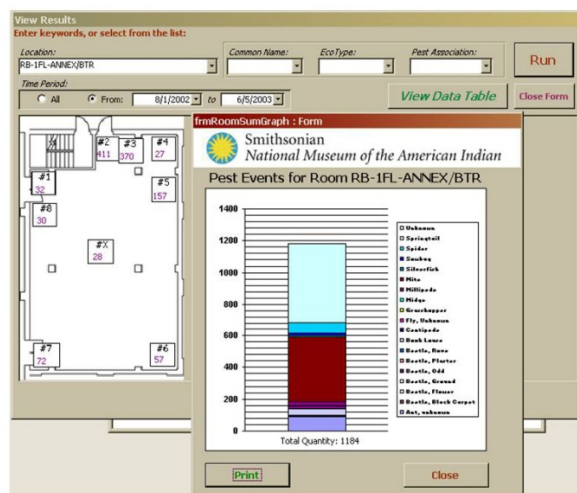 View Results
Enter keywords, or select from the list:
Location: Common Name: EcoType: Pest Association:
RB-1FL-ANNEX/BTR
Run
Time Period:
All From: 8/1/2002 to 6/5/2003
View Data Table
Close Form
#1
32
#2
411
#3
370
#4
27
#5
157
#8
30
#X
28
#7
72
#6
57
frmRoomSumGraph : Form
Smithsonian
National Museum of the American Indian
Pest Events for Room RB-1FL-ANNEX/BTR
1400
1200
1000
800
600
400
200
0
Total Quantity: 1184
Unknown
Springtail
Spider
Sowbug
Silverfish
Mite
Millipede
Midge
Grasshopper
Fly, Unknown
Centipede
Book Louse
Beetle, Rove
Beetle, Plaster
Beetle, Odd
Beetle, Ground
Beetle, Flower
Beetle, Black Carpet
Ant, unknown
Print
Close